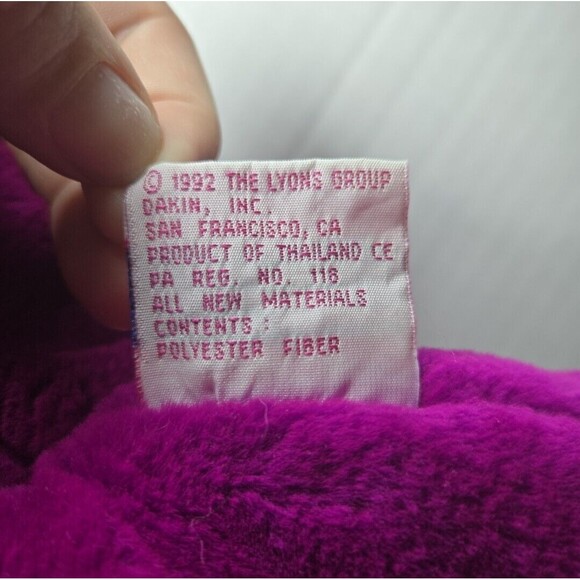 © 1992 THE LYONS GROUP
DAKIN, INC.
SAN FRANCISCO, CA
PRODUCT OF THAILAND CE
PA REG. NO. 118
ALL NEW MATERIALS
CONTENTS :
POLYESTER FIBER